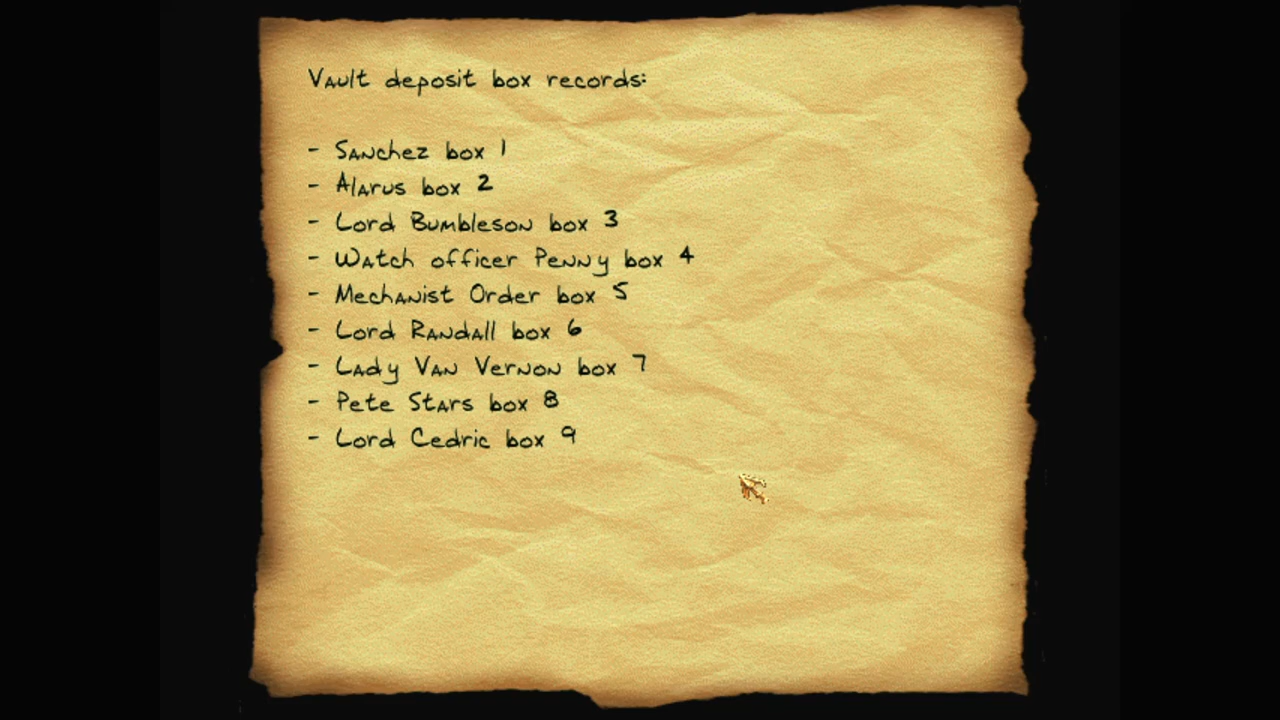 Vault deposit box records:
- Sanchez box 1
- Alarus box 2
- Lord Bumbleson box 3
- Watch officer Penny box 4
- Mechanist Order box 5
- Lord Randall box 6
- Lady Van Vernon box 7
- Pete Stars box 8
- Lord Cedric box 9